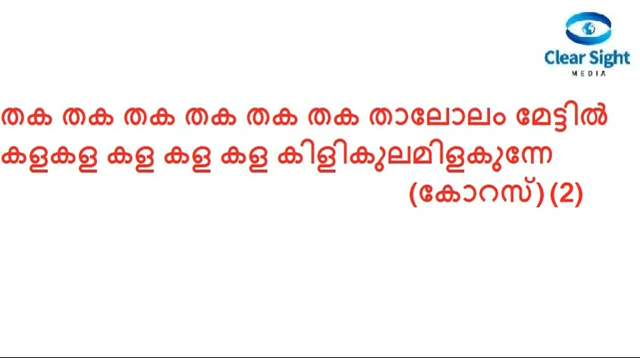 Clear Sight
MEDIA
തക തക തക തക തക തക താലോലം മേട്ടിൽ
കളകള കള കള കള കിളികുലമിളകുന്നേ
(കോറസ്) (2)